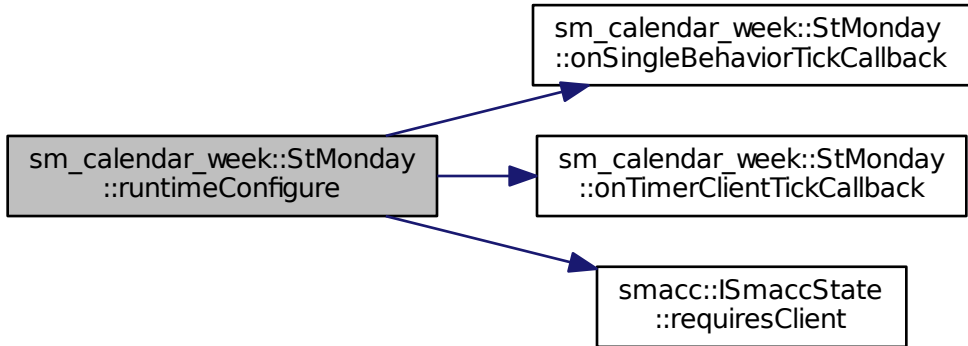 sm_calendar_week::StMonday
::onSingleBehaviorTickCallback
sm_calendar_week::StMonday
::runtimeConfigure
sm_calendar_week::StMonday
::onTimerClientTickCallback
smacc::ISmaccState
::requiresClient